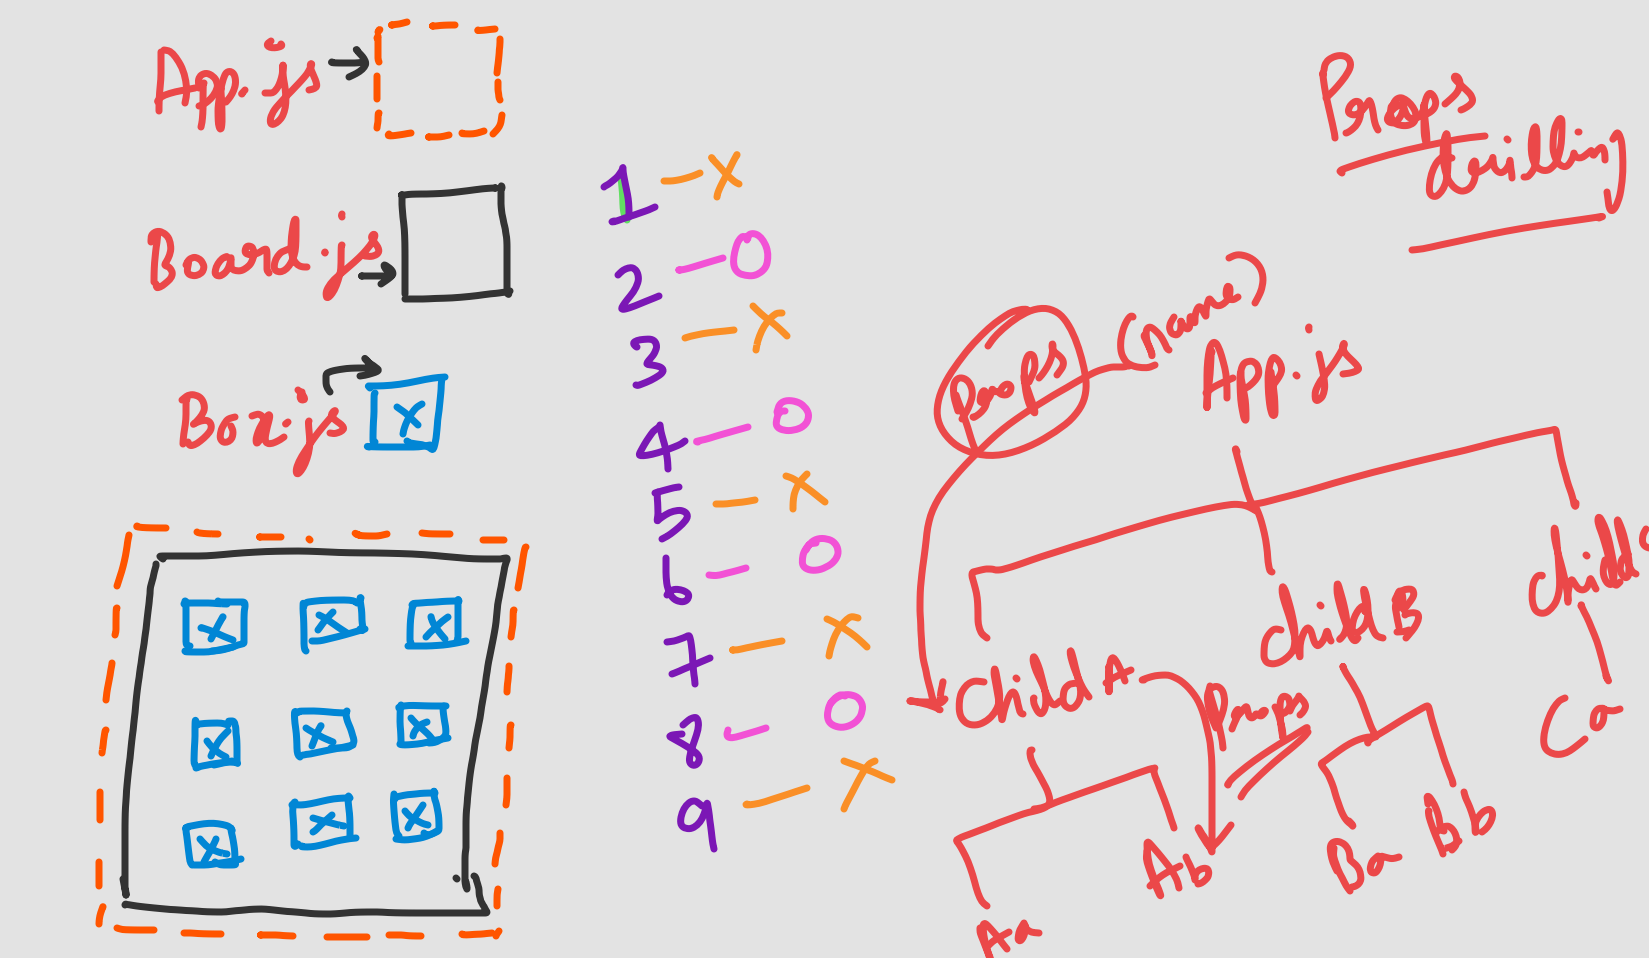 App.js →
Board.js →
Box.js
X
X X X
X X X
X X X
1 - X
2 - O
3 - X
4 - O
5 - X
6 - O
7 - X
8 - O
9 - X
Props
drilling
Props (name)
App.js
Child A
child B
child
Props
Aa
Ab
Ba
Bb
Ca